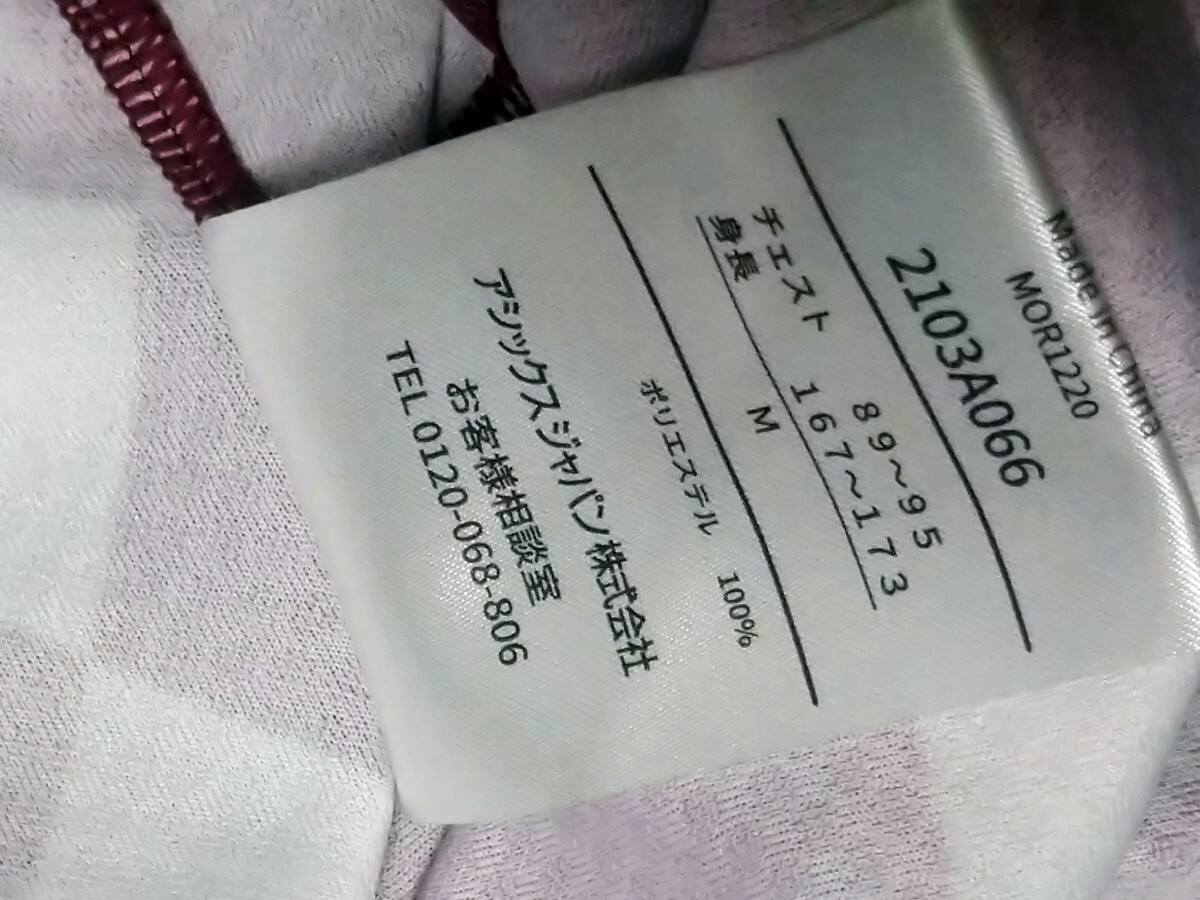 Made in China
MOR1220
2103A066
チェスト 89～95
身長 167～173
M
ポリエステル 100%
アシックスジャパン株式会社
お客様相談室
TEL 0120-068-806